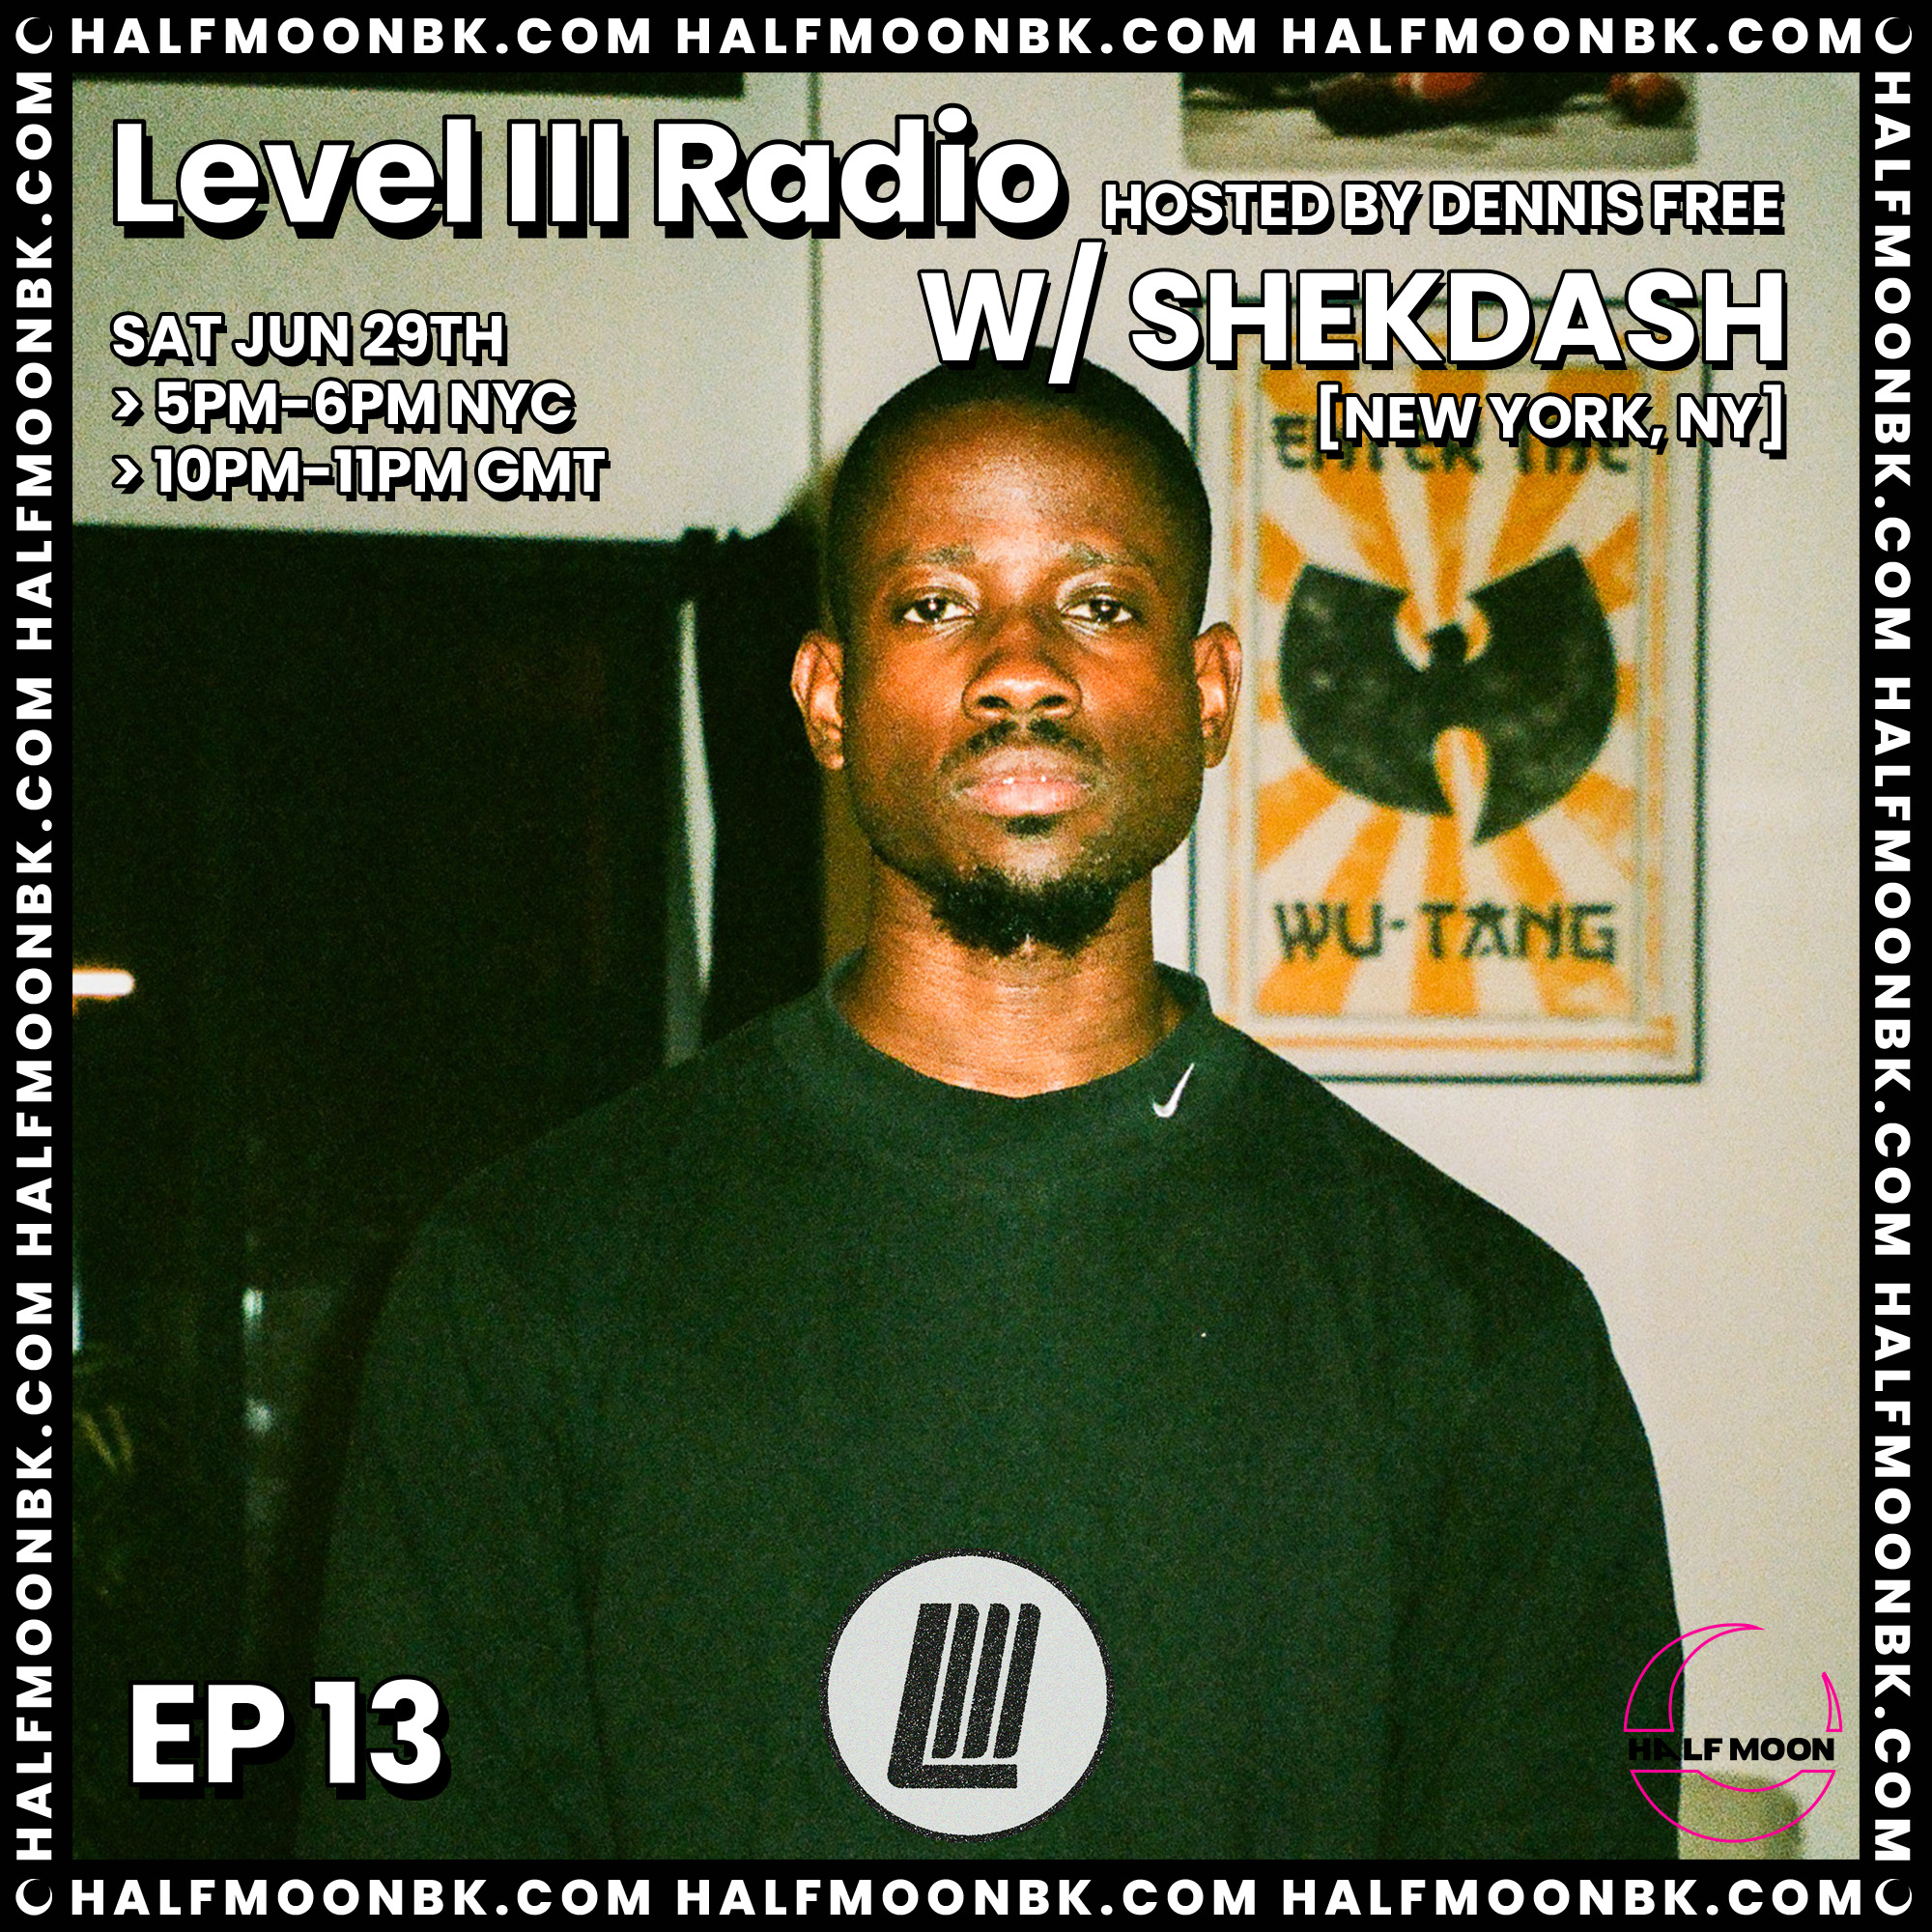 HALFMOONBK.COM HALFMOONBK.COM HALFMOONBK.COM
HALFMOONBK.COM HALFMOONBK.COM HALFMOONBK.COM
HALFMOONBK.COM HALFMOONBK.COM HALFMOONBK.COM
Level III Radio
HOSTED BY DENNIS FREE
W/ SHEKDASH
[NEW YORK, NY]
SAT JUN 29TH
> 5PM-6PM NYC
> 10PM-11PM GMT
ENTER THE
WU-TANG
EP 13
HALF MOON
HALFMOONBK.COM HALFMOONBK.COM HALFMOONBK.COM